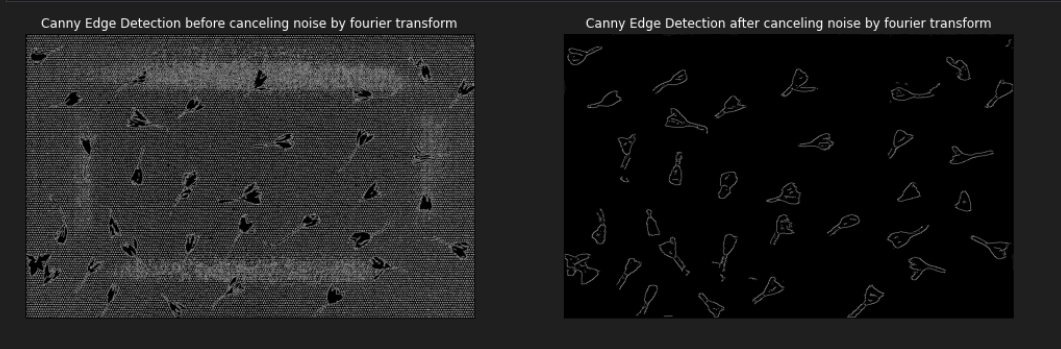 Canny Edge Detection before canceling noise by fourier transform
Canny Edge Detection after canceling noise by fourier transform